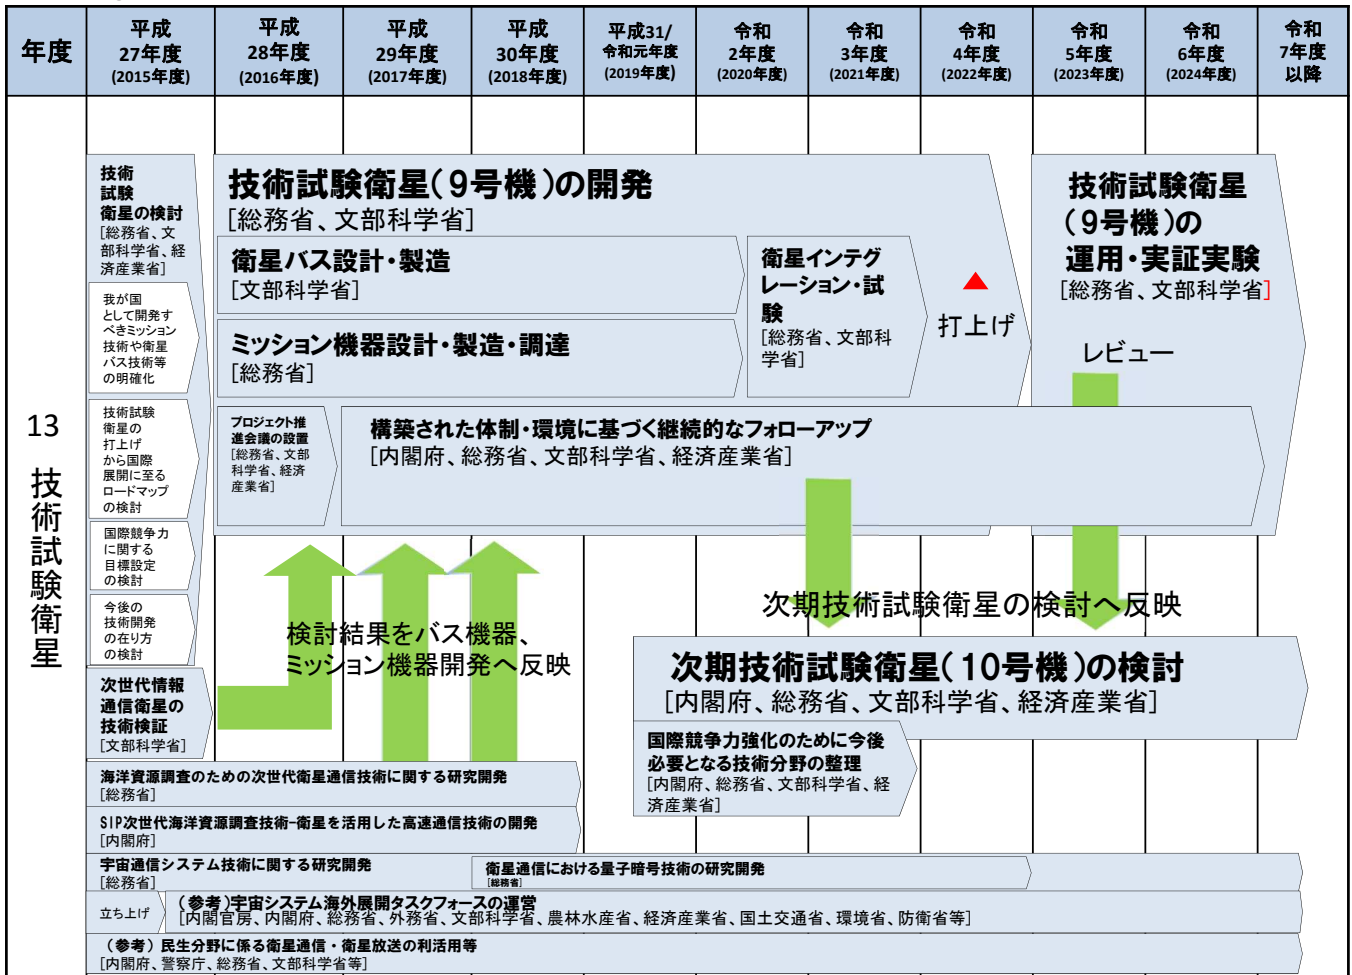 年度
平成
27年度
(2015年度)
平成
28年度
(2016年度)
平成
29年度
(2017年度)
平成
30年度
(2018年度)
平成31/
令和元年度
(2019年度)
令和
2年度
(2020年度)
令和
3年度
(2021年度)
令和
4年度
(2022年度)
令和
5年度
(2023年度)
令和
6年度
(2024年度)
令和
7年度
以降
13
技術試験衛星
技術
試験
衛星の検討
[総務省、文
部科学省、経
済産業省]
我が国
として開発す
べきミッション
技術や衛星
バス技術等
の明確化
技術試験
衛星の
打上げ
から国際
展開に至る
ロードマップ
の検討
国際競争力
に関する
目標設定
の検討
今後の
技術開発
の在り方
の検討
次世代情報
通信衛星の
技術検証
[文部科学省]
技術試験衛星(9号機)の開発
[総務省、文部科学省]
衛星バス設計・製造
[文部科学省]
ミッション機器設計・製造・調達
[総務省]
衛星インテグ
レーション・試
験
[総務省、文部科
学省]
打上げ
技術試験衛星
(9号機)の
運用・実証実験
[総務省、文部科学省]
レビュー
プロジェクト推
進会議の設置
[総務省、文部
科学省、経済
産業省]
構築された体制・環境に基づく継続的なフォローアップ
[内閣府、総務省、文部科学省、経済産業省]
検討結果をバス機器、
ミッション機器開発へ反映
次期技術試験衛星の検討へ反映
次期技術試験衛星(10号機)の検討
[内閣府、総務省、文部科学省、経済産業省]
国際競争力強化のために今後
必要となる技術分野の整理
[内閣府、総務省、文部科学省、経
済産業省]
海洋資源調査のための次世代衛星通信技術に関する研究開発
[総務省]
SIP次世代海洋資源調査技術-衛星を活用した高速通信技術の開発
[内閣府]
宇宙通信システム技術に関する研究開発
[総務省]
衛星通信における量子暗号技術の研究開発
[総務省]
立ち上げ
(参考)宇宙システム海外展開タスクフォースの運営
[内閣官房、内閣府、総務省、外務省、文部科学省、農林水産省、経済産業省、国土交通省、環境省、防衛省等]
(参考) 民生分野に係る衛星通信・衛星放送の利活用等
[内閣府、警察庁、総務省、文部科学省等]